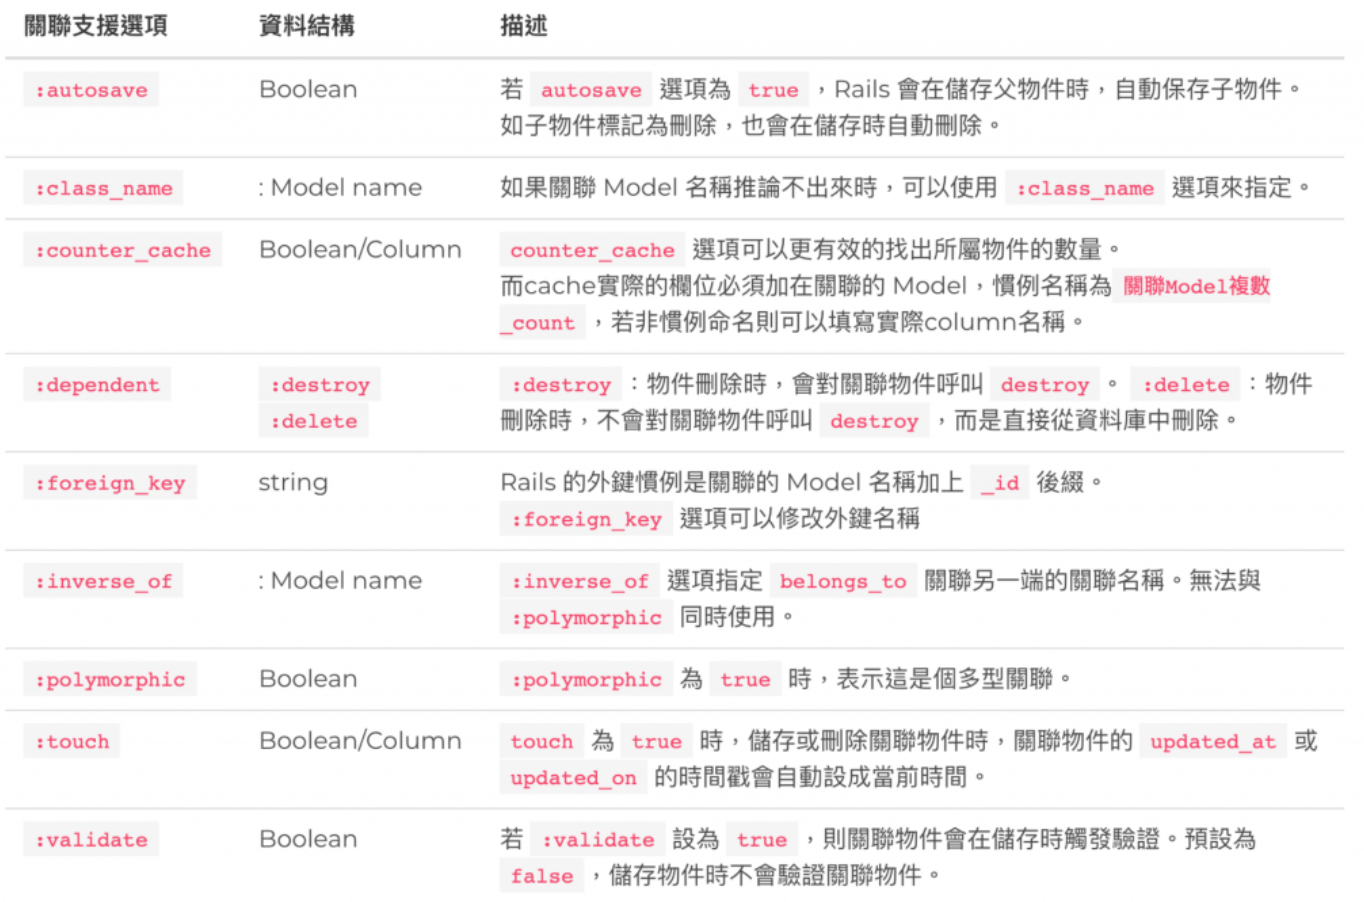 關聯支援選項 資料結構 描述
:autosave Boolean 若 autosave 選項為 true ，Rails 會在儲存父物件時，自動保存子物件。
如子物件標記為刪除，也會在儲存時自動刪除。
:class_name : Model name 如果關聯 Model 名稱推論不出來時，可以使用 :class_name 選項來指定。
:counter_cache Boolean/Column counter_cache 選項可以更有效的找出所屬物件的數量。
而cache實際的欄位必須加在關聯的 Model，慣例名稱為 關聯Model複數
_count ，若非慣例命名則可以填寫實際column名稱。
:dependent :destroy :destroy ：物件刪除時，會對關聯物件呼叫 destroy 。 :delete ：物件
:delete 刪除時，不會對關聯物件呼叫 destroy ，而是直接從資料庫中刪除。
:foreign_key string Rails 的外鍵慣例是關聯的 Model 名稱加上 _id 後綴。
:foreign_key 選項可以修改外鍵名稱
:inverse_of : Model name :inverse_of 選項指定 belongs_to 關聯另一端的關聯名稱。無法與
:polymorphic 同時使用。
:polymorphic Boolean :polymorphic 為 true 時，表示這是個多型關聯。
:touch Boolean/Column touch 為 true 時，儲存或刪除關聯物件時，關聯物件的 updated_at 或
updated_on 的時間戳會自動設成當前時間。
:validate Boolean 若 :validate 設為 true ，則關聯物件會在儲存時觸發驗證。預設為
false ，儲存物件時不會驗證關聯物件。